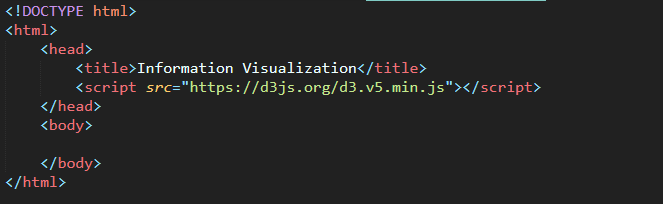 <!DOCTYPE html>
<html>
<head>
<title>Information Visualization</title>
<script src="https://d3js.org/d3.v5.min.js"></script>
</head>
<body>
</body>
</html>